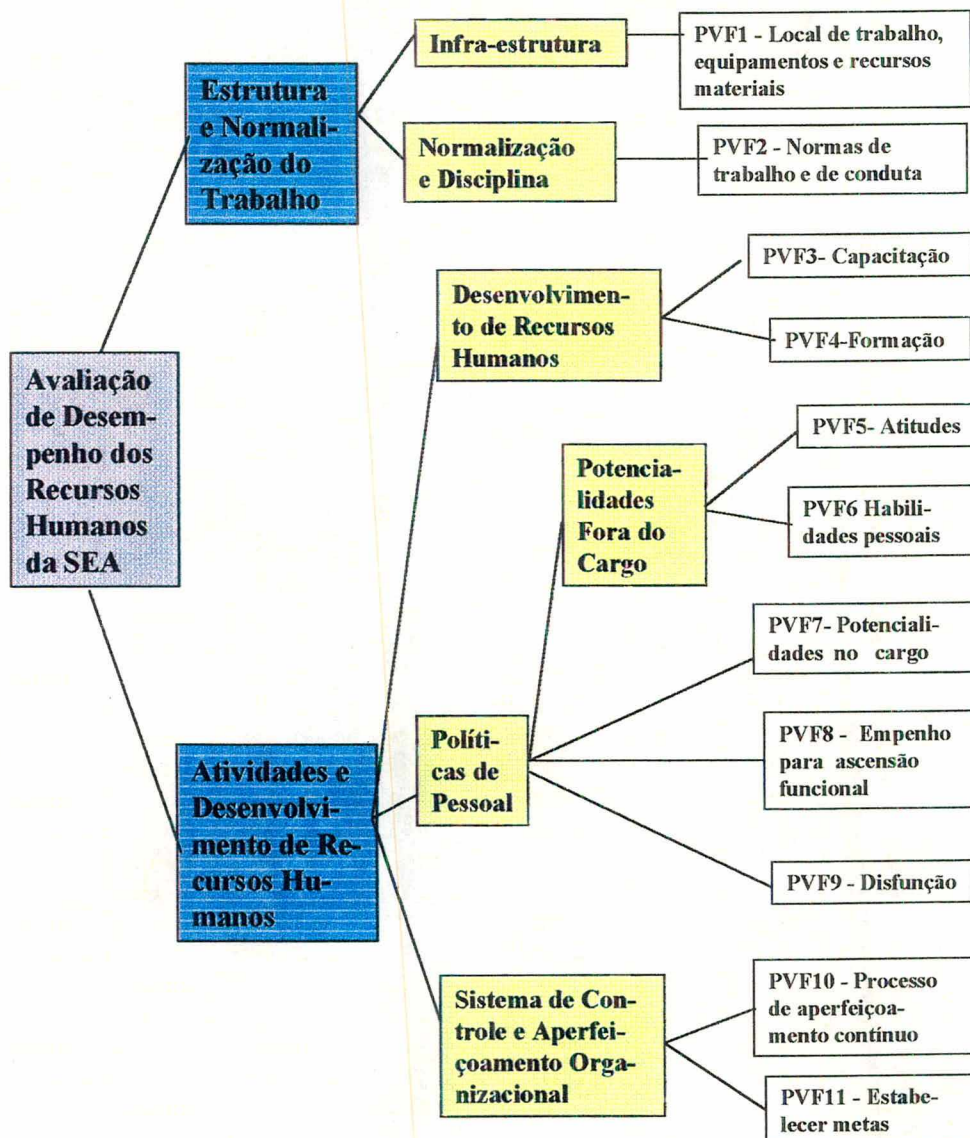 Infra-estrutura
PVF1 - Local de trabalho,
equipamentos e recursos
materiais
Estrutura
e Normali-
zação do
Trabalho
Normalização
e Disciplina
PVF2 - Normas de
trabalho e de conduta
Desenvolvimen-
to de Recursos
Humanos
PVF3- Capacitação
PVF4-Formação
Avaliação
de Desem-
penho dos
Recursos
Humanos
da SEA
Potencia-
lidades
Fora do
Cargo
PVF5- Atitudes
PVF6 Habili-
dades pessoais
PVF7- Potenciali-
dades no cargo
Atividades e
Desenvolvi-
mento de Re-
cursos Hu-
manos
Políti-
cas de
Pessoal
PVF8 - Empenho
para ascensão
funcional
PVF9 - Disfunção
Sistema de Con-
trole e Aperfei-
çoamento Orga-
nizacional
PVF10 - Processo
de aperfeiçoa-
mento contínuo
PVF11 - Estabe-
lecer metas